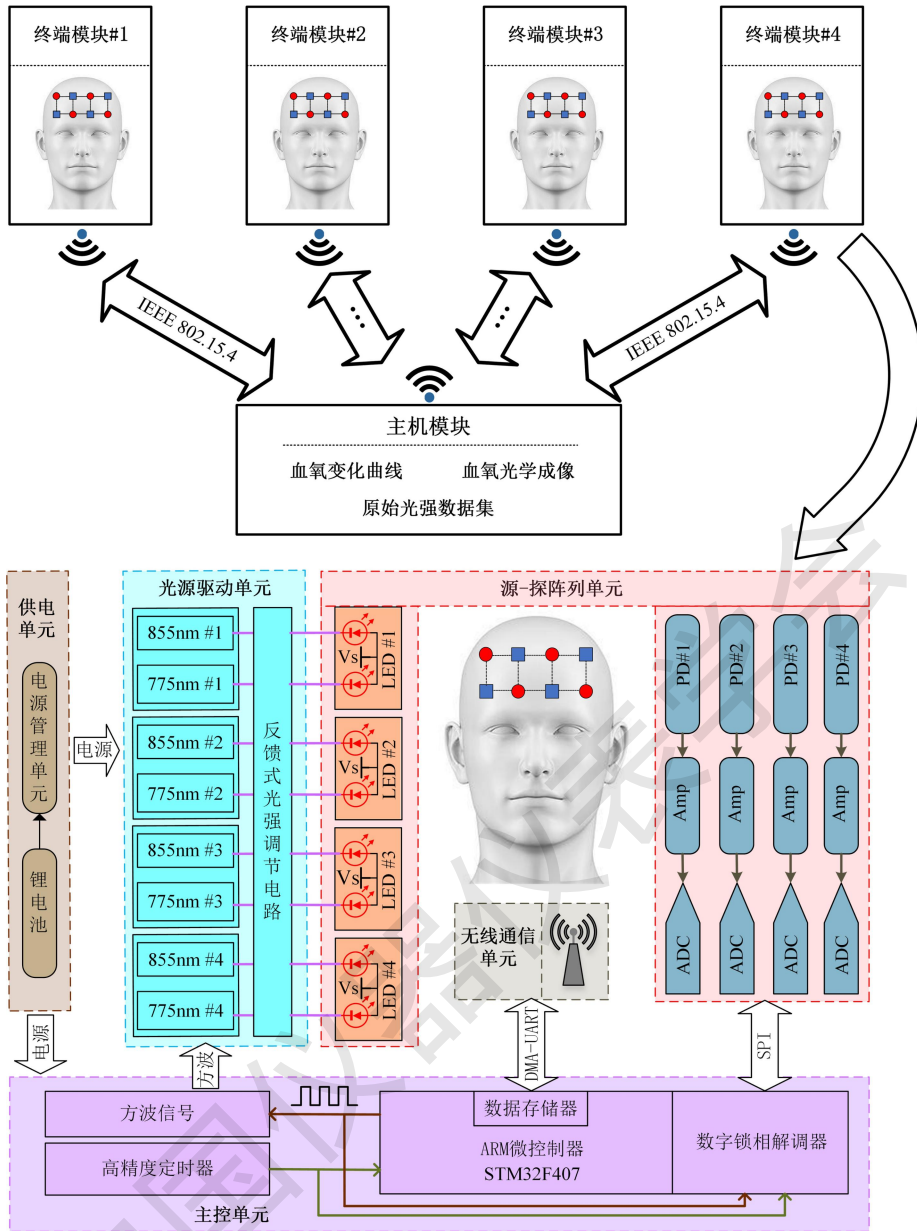 终端模块#1
终端模块#2
终端模块#3
终端模块#4
IEEE 802.15.4
IEEE 802.15.4
主机模块
血氧变化曲线
血氧光学成像
原始光强数据集
供电
单元
电源管理单元
锂电池
电源
电源
光源驱动单元
855nm #1
775nm #1
855nm #2
775nm #2
855nm #3
775nm #3
855nm #4
775nm #4
反馈式光强调节电路
方波
源-探阵列单元
Vs
LED #1
Vs
LED #2
Vs
LED #3
Vs
LED #4
PD#1
PD#2
PD#3
PD#4
Amp
Amp
Amp
Amp
ADC
ADC
ADC
ADC
无线通信
单元
DMA-UART
SPI
方波信号
高精度定时器
主控单元
数据存储器
ARM微控制器
STM32F407
数字锁相解调器
国仪器仪表学会